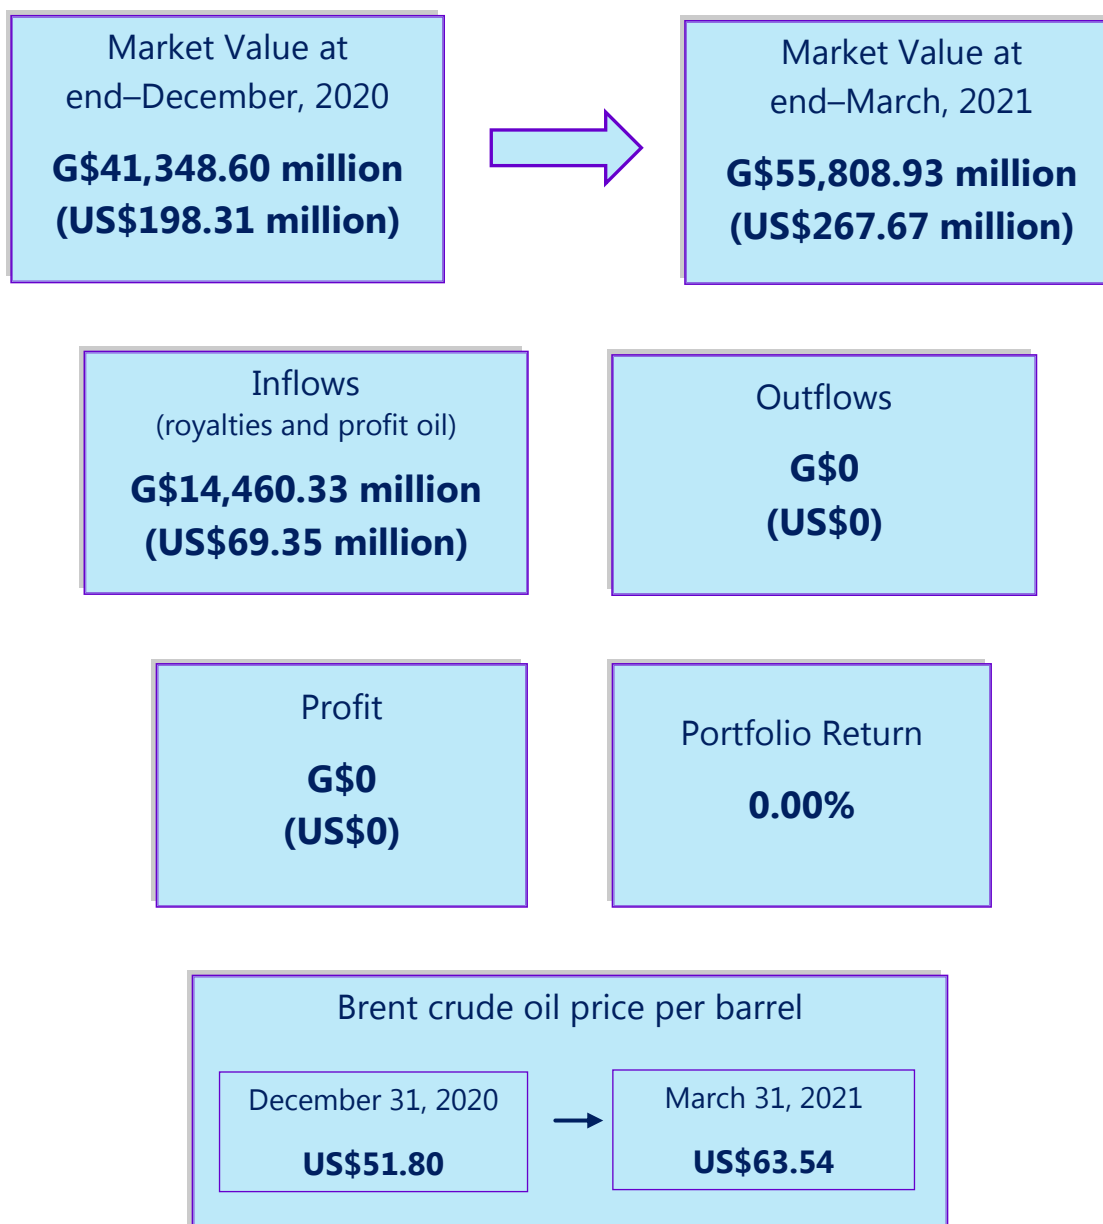 Market Value at
end–December, 2020
G$41,348.60 million
(US$198.31 million)
Market Value at
end–March, 2021
G$55,808.93 million
(US$267.67 million)
Inflows
(royalties and profit oil)
G$14,460.33 million
(US$69.35 million)
Outflows
G$0
(US$0)
Profit
G$0
(US$0)
Portfolio Return
0.00%
Brent crude oil price per barrel
December 31, 2020
US$51.80
March 31, 2021
US$63.54